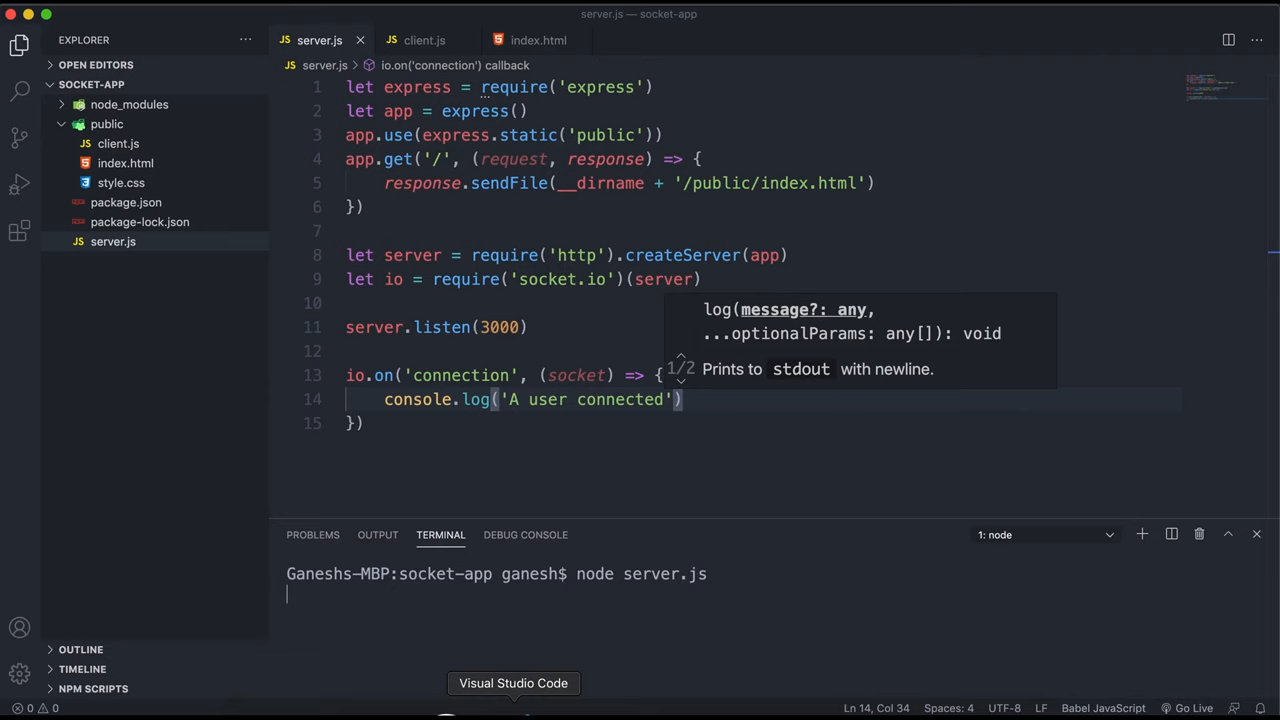 server.js — socket-app
EXPLORER
OPEN EDITORS
SOCKET-APP
node_modules
public
JS client.js
index.html
style.css
package.json
package-lock.json
JS server.js
OUTLINE
TIMELINE
NPM SCRIPTS
JS server.js
JS client.js
index.html
JS server.js > io.on('connection') callback
1 let express = require('express')
2 let app = express()
3 app.use(express.static('public'))
4 app.get('/', (request, response) => {
5 response.sendFile(__dirname + '/public/index.html')
6 })
7
8 let server = require('http').createServer(app)
9 let io = require('socket.io')(server)
10
11 server.listen(3000)
12
13 io.on('connection', (socket) => {
14 console.log('A user connected')
15 })
log(message?: any,
...optionalParams: any[]): void
1/2 Prints to stdout with newline.
PROBLEMS OUTPUT TERMINAL DEBUG CONSOLE 1: node
Ganeshs-MBP:socket-app ganesh$ node server.js
Visual Studio Code
0 0 Ln 14, Col 34 Spaces: 4 UTF-8 LF Babel JavaScript Go Live